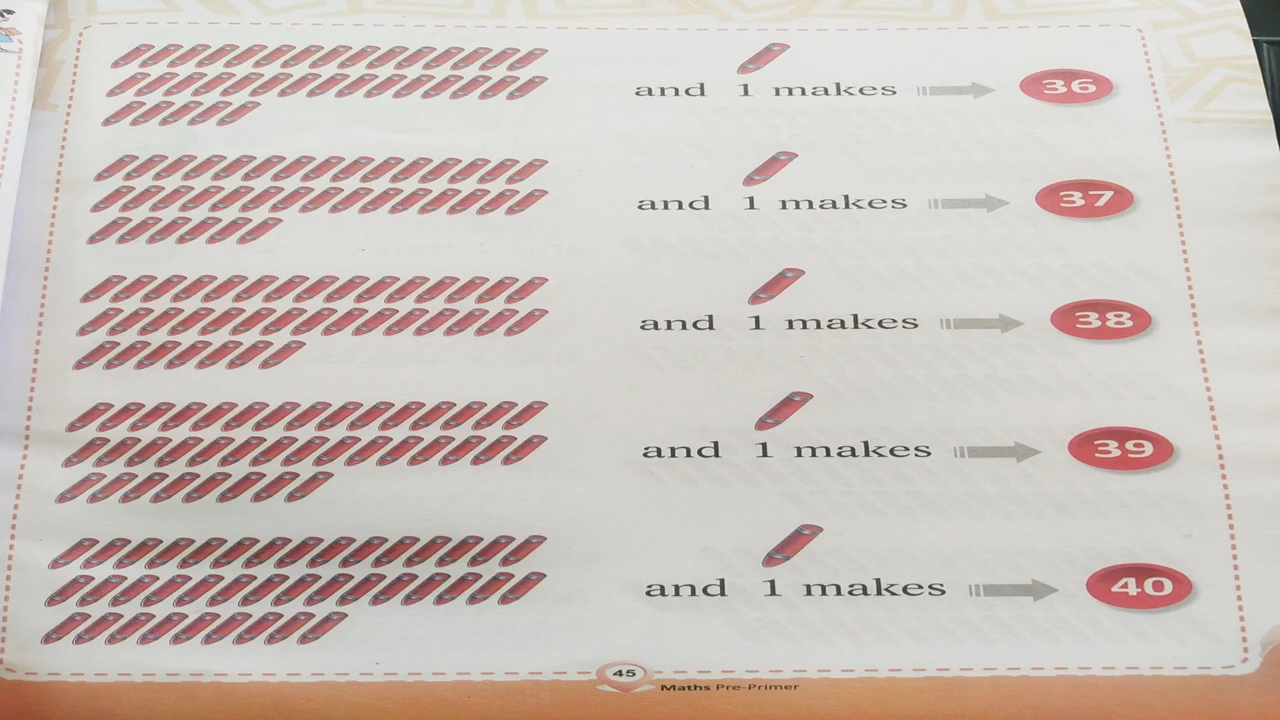 and 1 makes 36
and 1 makes 37
and 1 makes 38
and 1 makes 39
and 1 makes 40
45
Maths Pre-Primer